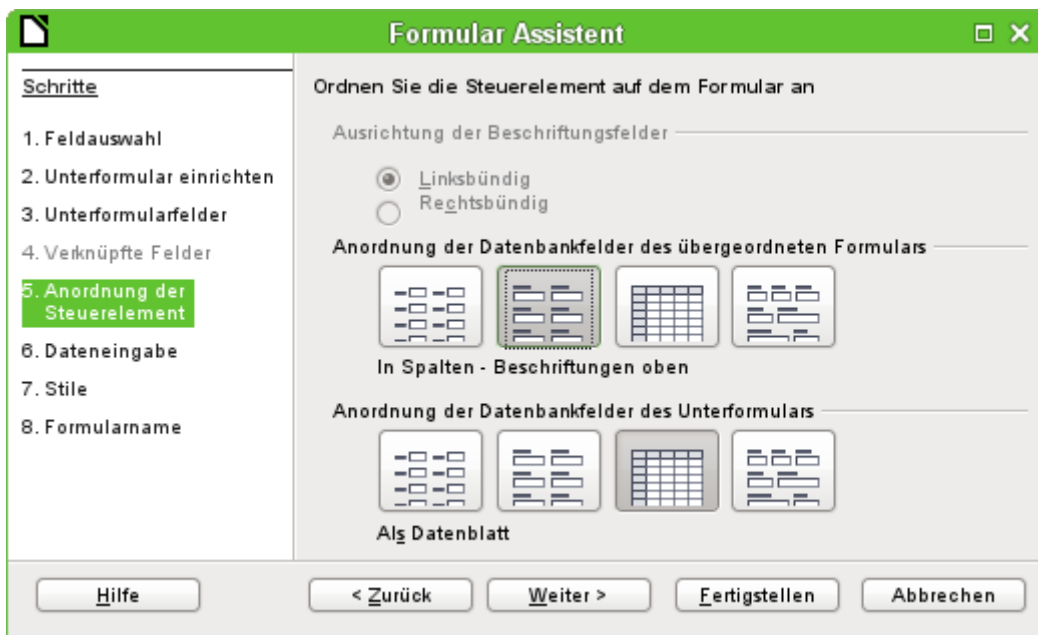 Formular Assistent
Schritte
1. Feldauswahl
2. Unterformular einrichten
3. Unterformularfelder
4. Verknüpfte Felder
5. Anordnung der
Steuerelement
6. Dateneingabe
7. Stile
8. Formularname
Ordnen Sie die Steuerelement auf dem Formular an
Ausrichtung der Beschriftungsfelder
Linksbündig
Rechtsbündig
Anordnung der Datenbankfelder des übergeordneten Formulars
In Spalten - Beschriftungen oben
Anordnung der Datenbankfelder des Unterformulars
Als Datenblatt
Hilfe
< Zurück
Weiter >
Fertigstellen
Abbrechen